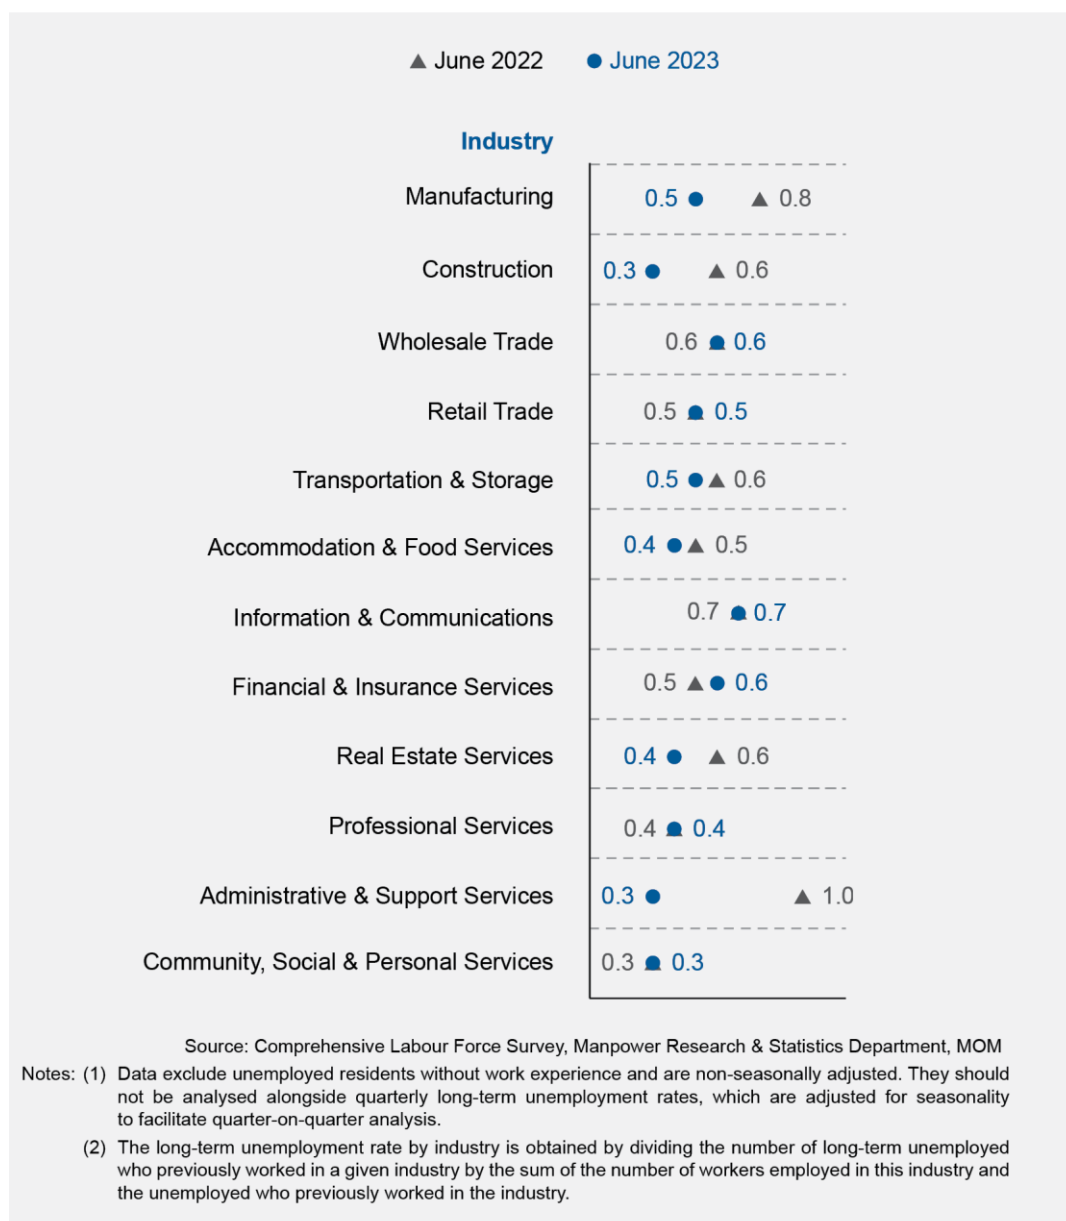 ▲ June 2022 ● June 2023
Industry
Manufacturing 0.5 0.8
Construction 0.3 0.6
Wholesale Trade 0.6 0.6
Retail Trade 0.5 0.5
Transportation & Storage 0.5 0.6
Accommodation & Food Services 0.4 0.5
Information & Communications 0.7 0.7
Financial & Insurance Services 0.5 0.6
Real Estate Services 0.4 0.6
Professional Services 0.4 0.4
Administrative & Support Services 0.3 1.0
Community, Social & Personal Services 0.3 0.3
Source: Comprehensive Labour Force Survey, Manpower Research & Statistics Department, MOM
Notes: (1) Data exclude unemployed residents without work experience and are non-seasonally adjusted. They should
not be analysed alongside quarterly long-term unemployment rates, which are adjusted for seasonality
to facilitate quarter-on-quarter analysis.
(2) The long-term unemployment rate by industry is obtained by dividing the number of long-term unemployed
who previously worked in a given industry by the sum of the number of workers employed in this industry and
the unemployed who previously worked in the industry.